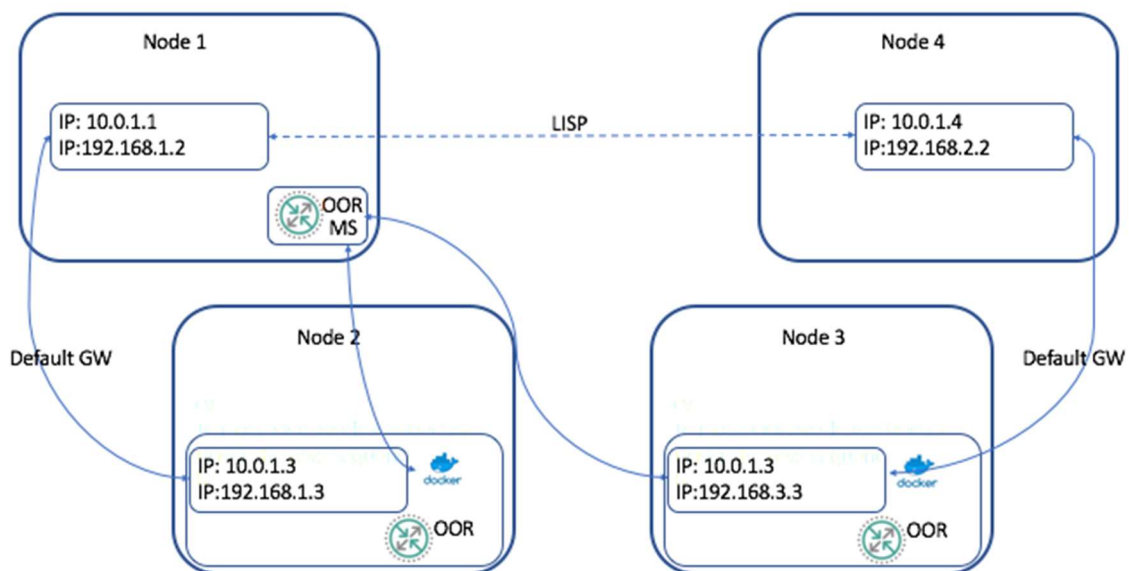 Node 1
IP: 10.0.1.1
IP:192.168.1.2
OOR
MS
LISP
Node 4
IP: 10.0.1.4
IP:192.168.2.2
Default GW
Node 2
IP: 10.0.1.3
IP:192.168.1.3
docker
OOR
Node 3
IP: 10.0.1.3
IP:192.168.3.3
docker
OOR
Default GW